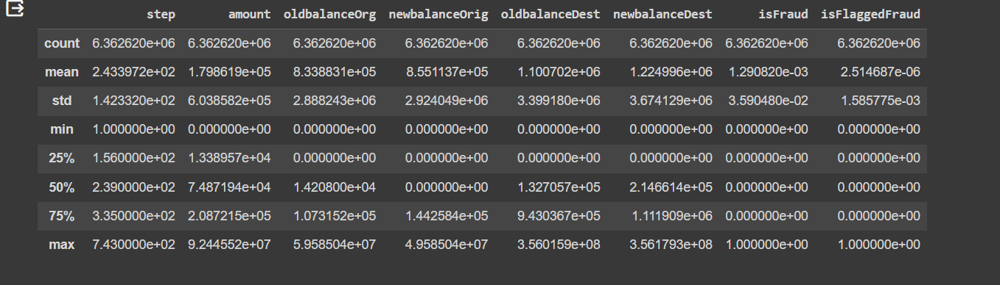 step amount oldbalanceOrg newbalanceOrig oldbalanceDest newbalanceDest isFraud isFlaggedFraud
count 6.362620e+06 6.362620e+06 6.362620e+06 6.362620e+06 6.362620e+06 6.362620e+06 6.362620e+06 6.362620e+06
mean 2.433972e+02 1.798619e+05 8.338831e+05 8.551137e+05 1.100702e+06 1.224996e+06 1.290820e-03 2.514687e-06
std 1.423320e+02 6.038582e+05 2.888243e+06 2.924049e+06 3.399180e+06 3.674129e+06 3.590480e-02 1.585775e-03
min 1.000000e+00 0.000000e+00 0.000000e+00 0.000000e+00 0.000000e+00 0.000000e+00 0.000000e+00 0.000000e+00
25% 1.560000e+02 1.338957e+04 0.000000e+00 0.000000e+00 0.000000e+00 0.000000e+00 0.000000e+00 0.000000e+00
50% 2.390000e+02 7.487194e+04 1.420800e+04 0.000000e+00 1.327057e+05 2.146614e+05 0.000000e+00 0.000000e+00
75% 3.350000e+02 2.087215e+05 1.073152e+05 1.442584e+05 9.430367e+05 1.111909e+06 0.000000e+00 0.000000e+00
max 7.430000e+02 9.244552e+07 5.958504e+07 4.958504e+07 3.560159e+08 3.561793e+08 1.000000e+00 1.000000e+00